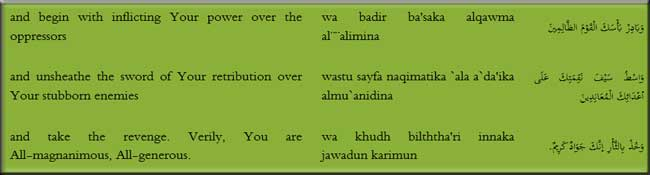 and begin with inflicting Your power over the oppressors
wa badir ba'saka alqawma al¨¨alimina
وَبَادِرْ بَأْسَكَ الْقَوْمَ الظَّالِمِينَ
and unsheathe the sword of Your retribution over Your stubborn enemies
wastu sayfa naqimatika `ala a`da'ika almu`anidina
وَاِسْطُ سَيْفَ نَقِمَتِكَ عَلَى أَعْدَائِكَ الْمُعَانِدِينَ
and take the revenge. Verily, You are All-magnanimous, All-generous.
wa khudh bilththa'ri innaka jawadun karimun
وَخُذْ بِالثَّأْرِ إِنَّكَ جَوَادٌ كَرِيمٌ.